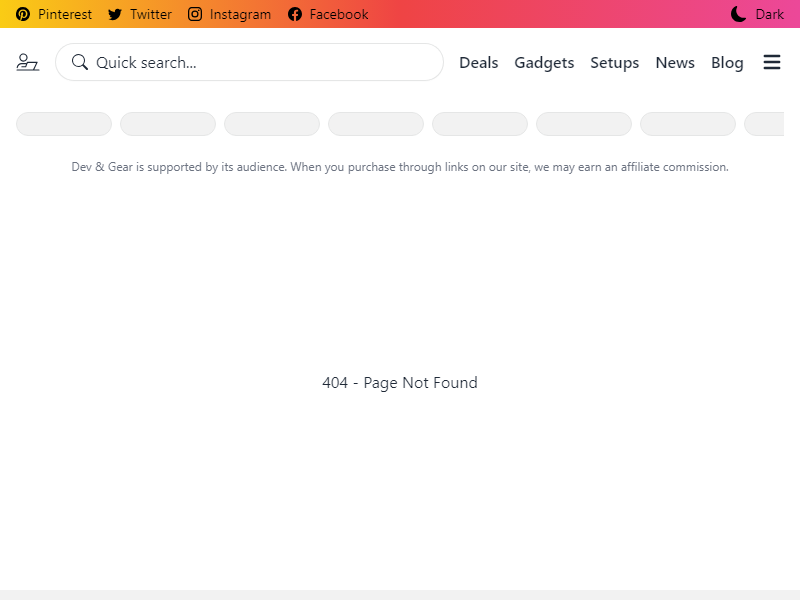 Pinterest Twitter Instagram Facebook Dark
Quick search... Deals Gadgets Setups News Blog
Dev & Gear is supported by its audience. When you purchase through links on our site, we may earn an affiliate commission.
404 - Page Not Found